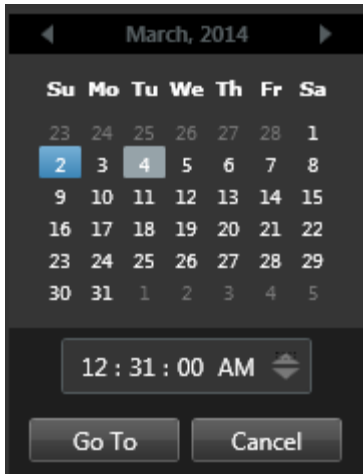 March, 2014
Su Mo Tu We Th Fr Sa
23 24 25 26 27 28 1
2 3 4 5 6 7 8
9 10 11 12 13 14 15
16 17 18 19 20 21 22
23 24 25 26 27 28 29
30 31 1 2 3 4 5
12 : 31 : 00 AM
Go To Cancel